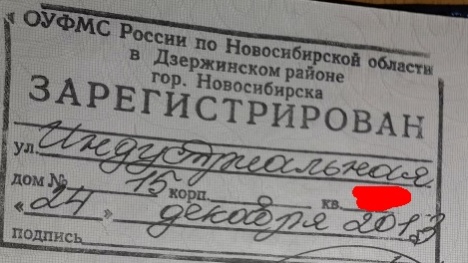 ОУФМС России по Новосибирской области
в Дзержинском районе
гор. Новосибирска
ЗАРЕГИСТРИРОВАН
ул. Индустриальная
дом № 15 корп. кв.
«24» декабря 2013
подпись